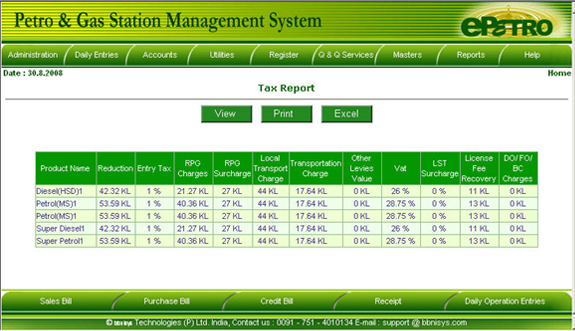 Petro & Gas Station Management System
ePETRO
Administration Daily Entries Accounts Utilities Register Q & Q Services Masters Reports Help
Date : 30.8.2008 Home
Tax Report
View Print Excel
Product Name Reduction Entry Tax RPG Charges RPG Surcharge Local Transport Charge Transportation Charge Other Levies Value Vat LST Surcharge License Fee Recovery DO/ FO/ BC Charges
Diesel(HSD)1 42.32 KL 1 % 21.27 KL 27 KL 44 KL 17.64 KL 0 KL 26 % 0 % 11 KL 0 KL
Petrol(MS)1 53.59 KL 1 % 40.36 KL 27 KL 44 KL 17.64 KL 0 KL 28.75 % 0 % 13 KL 0 KL
Petrol(MS)1 53.59 KL 1 % 40.36 KL 27 KL 44 KL 17.64 KL 0 KL 28.75 % 0 % 13 KL 0 KL
Super Diesel1 42.32 KL 1 % 21.27 KL 27 KL 44 KL 17.64 KL 0 KL 26 % 0 % 11 KL 0 KL
Super Petrol1 53.59 KL 1 % 40.36 KL 27 KL 44 KL 17.64 KL 0 KL 28.75 % 0 % 13 KL 0 KL
Sales Bill Purchase Bill Credit Bill Receipt Daily Operation Entries
© Technologies (P) Ltd. India, Contact us : 0091 - 751 - 4010134 E-mail : support @ bbnisys.com